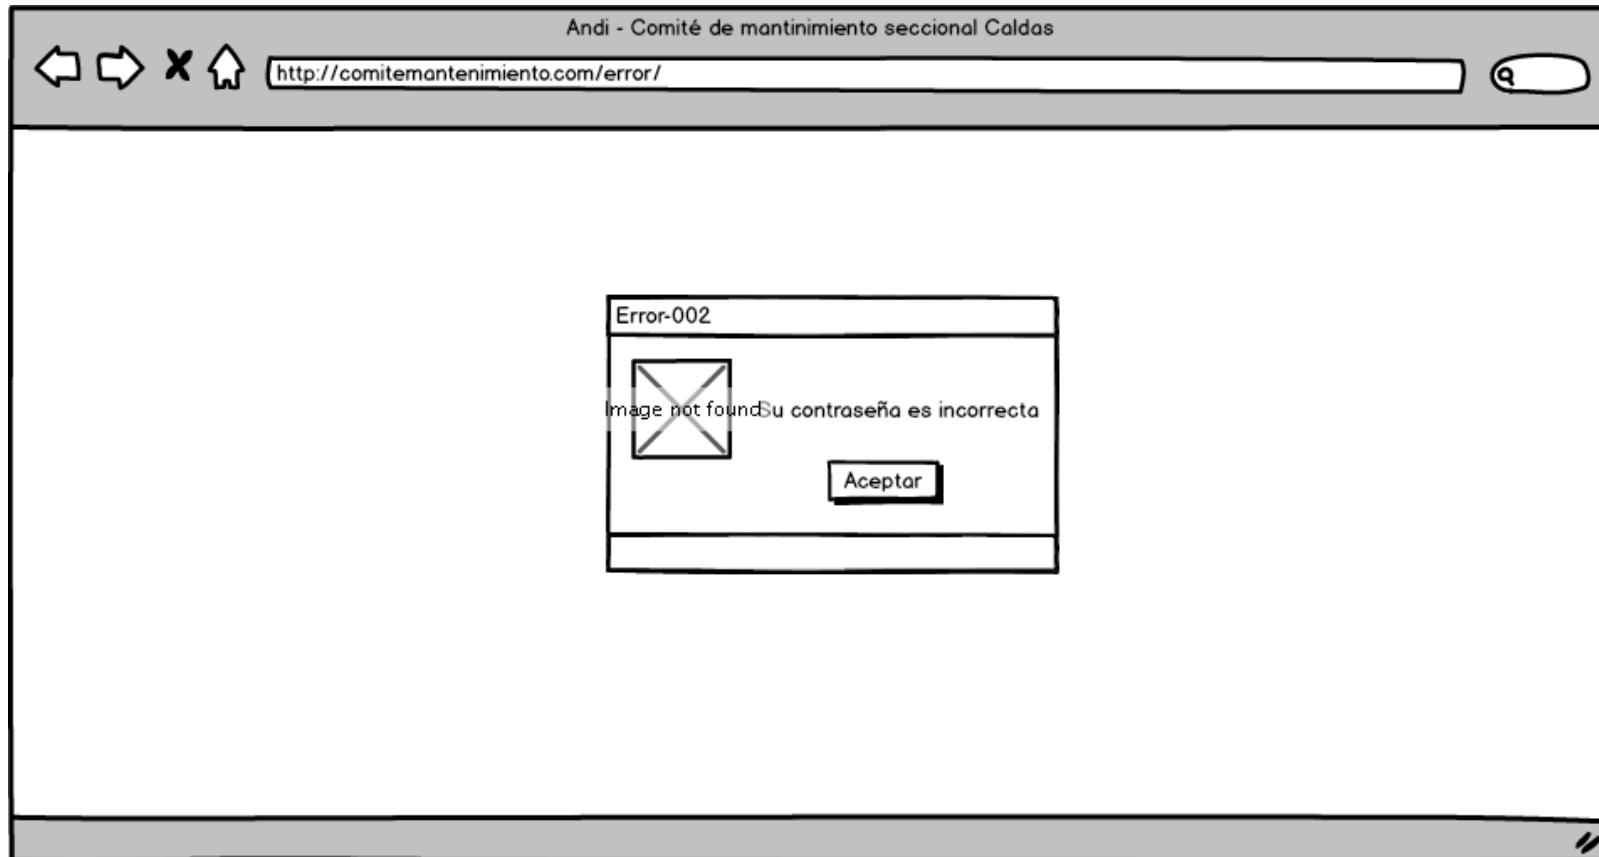 Andi - Comité de mantinimiento seccional Caldas
http://comitemantenimiento.com/error/
Error-002
Image not found
Su contraseña es incorrecta
Aceptar